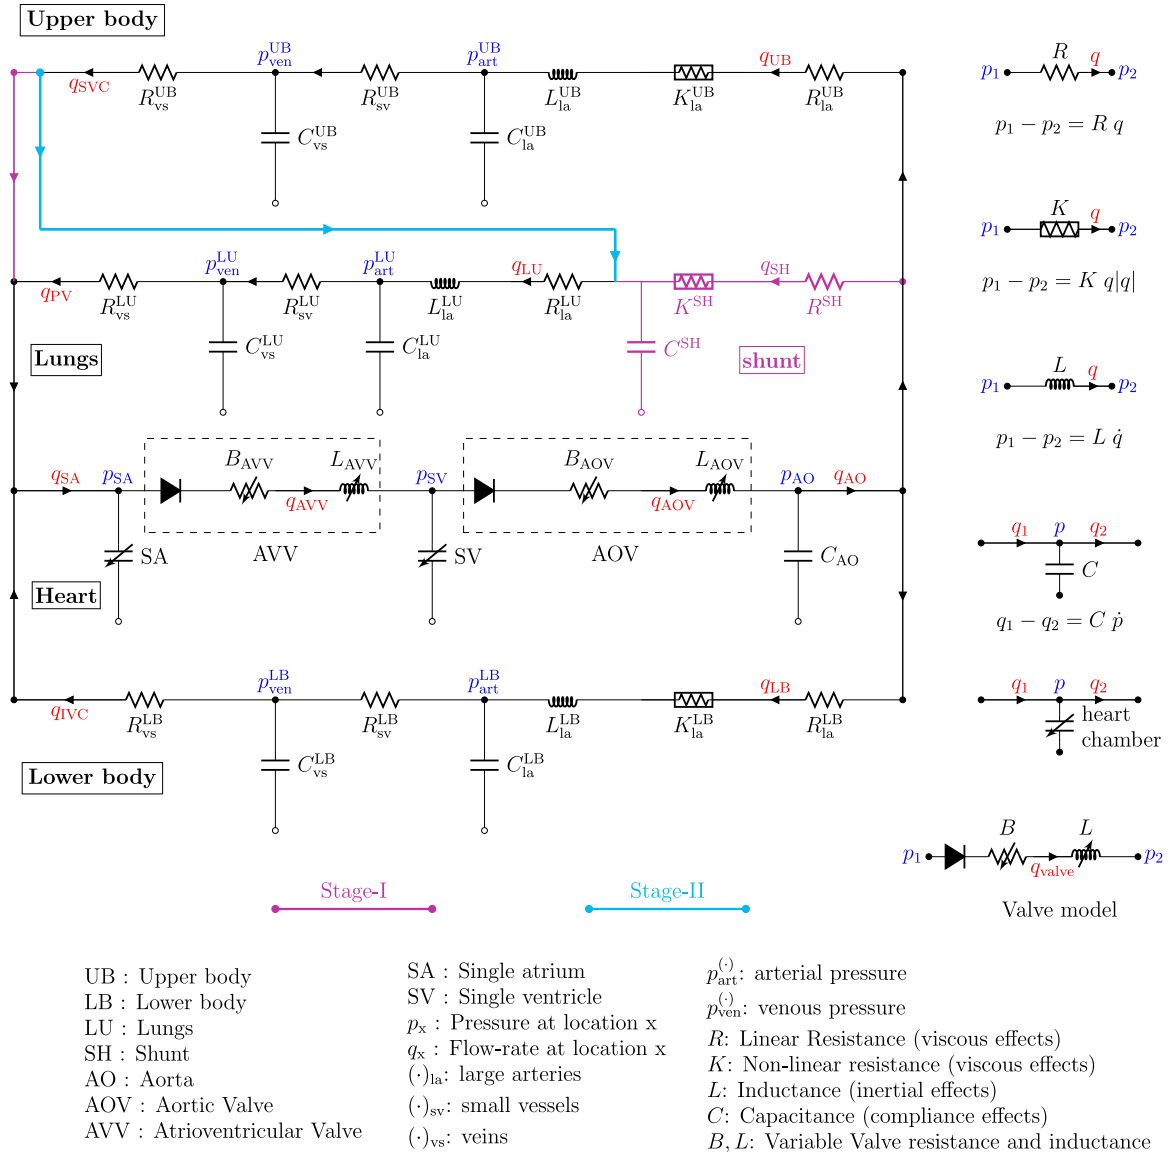 Upper body
p_ven^UB
p_art^UB
q_SVC
q_UB
R_vs^UB
R_sv^UB
L_la^UB
K_la^UB
R_la^UB
C_vs^UB
C_la^UB
R
p_1
q
p_2
p_1 − p_2 = R q
K
p_1
q
p_2
p_1 − p_2 = K q|q|
p_ven^LU
p_art^LU
q_LU
q_SH
q_PV
R_vs^LU
R_sv^LU
L_la^LU
R_la^LU
K^SH
R^SH
Lungs
C_vs^LU
C_la^LU
C^SH
shunt
L
p_1
q
p_2
p_1 − p_2 = L q̇
q_SA
p_SA
B_AVV
L_AVV
q_AVV
p_SV
B_AOV
L_AOV
q_AOV
p_AO
q_AO
SA
AVV
SV
AOV
C_AO
Heart
q_1
p
q_2
C
q_1 − q_2 = C ṗ
p_ven^LB
p_art^LB
q_LB
q_IVC
R_vs^LB
R_sv^LB
L_la^LB
K_la^LB
R_la^LB
C_vs^LB
C_la^LB
Lower body
q_1
p
q_2
heart
chamber
B
L
p_1
q_valve
p_2
Valve model
Stage-I
Stage-II
UB : Upper body
LB : Lower body
LU : Lungs
SH : Shunt
AO : Aorta
AOV : Aortic Valve
AVV : Atrioventricular Valve
SA : Single atrium
SV : Single ventricle
p_x : Pressure at location x
q_x : Flow-rate at location x
(·)_la: large arteries
(·)_sv: small vessels
(·)_vs: veins
p_art^(·): arterial pressure
p_ven^(·): venous pressure
R: Linear Resistance (viscous effects)
K: Non-linear resistance (viscous effects)
L: Inductance (inertial effects)
C: Capacitance (compliance effects)
B, L: Variable Valve resistance and inductance